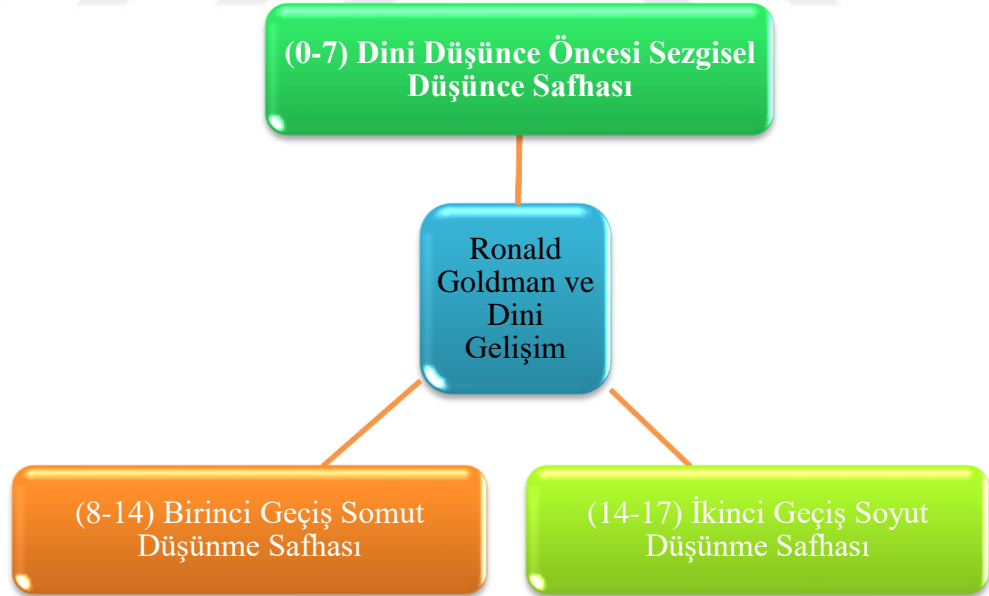 (0-7) Dini Düşünce Öncesi Sezgisel
Düşünce Safhası
Ronald
Goldman ve
Dini
Gelişim
(8-14) Birinci Geçiş Somut
Düşünme Safhası
(14-17) İkinci Geçiş Soyut
Düşünme Safhası